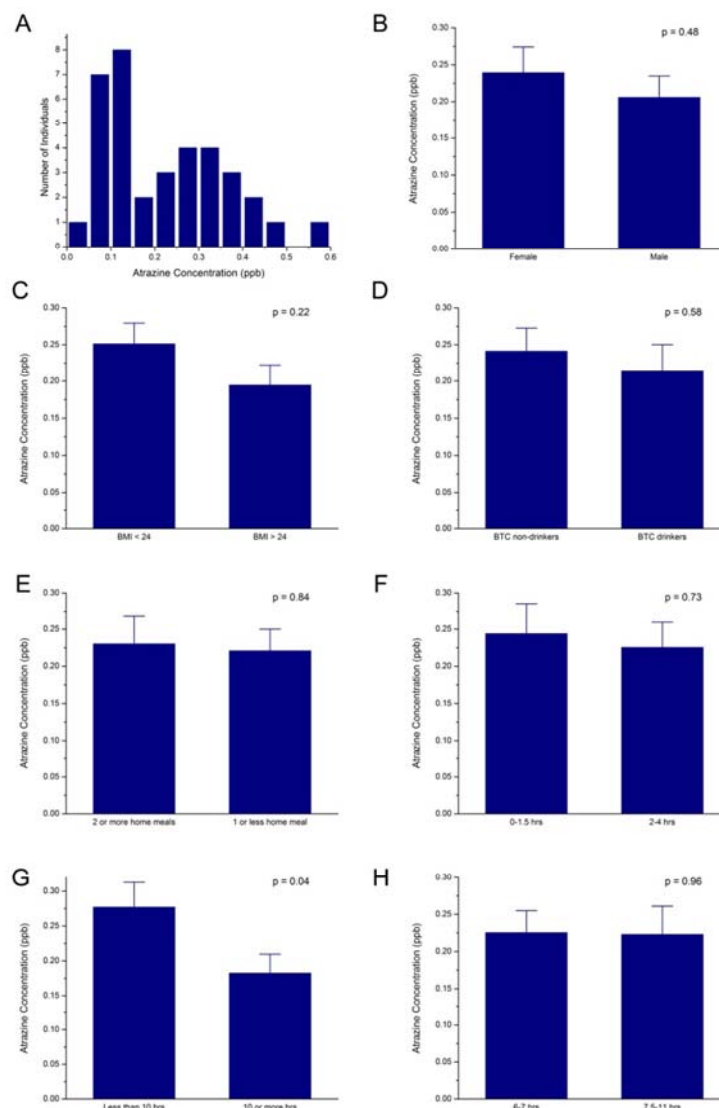 A
Number of Individuals
8
7
6
5
4
3
2
1
0
0.0 0.1 0.2 0.3 0.4 0.5 0.6
Atrazine Concentration (ppb)
B
p = 0.48
Atrazine Concentration (ppb)
0.30
0.25
0.20
0.15
0.10
0.05
0.00
Female Male
C
p = 0.22
Atrazine Concentration (ppb)
0.30
0.25
0.20
0.15
0.10
0.05
0.00
BMI < 24 BMI > 24
D
p = 0.58
Atrazine Concentration (ppb)
0.30
0.25
0.20
0.15
0.10
0.05
0.00
BTC non-drinkers BTC drinkers
E
p = 0.84
Atrazine Concentration (ppb)
0.30
0.25
0.20
0.15
0.10
0.05
0.00
2 or more home meals 1 or less home meal
F
p = 0.73
Atrazine Concentration (ppb)
0.30
0.25
0.20
0.15
0.10
0.05
0.00
0-1.5 hrs 2-4 hrs
G
p = 0.04
Atrazine Concentration (ppb)
0.30
0.25
0.20
0.15
0.10
0.05
0.00
Less than 10 hrs 10 or more hrs
H
p = 0.96
Atrazine Concentration (ppb)
0.30
0.25
0.20
0.15
0.10
0.05
0.00
6-7 hrs 7.5-11 hrs